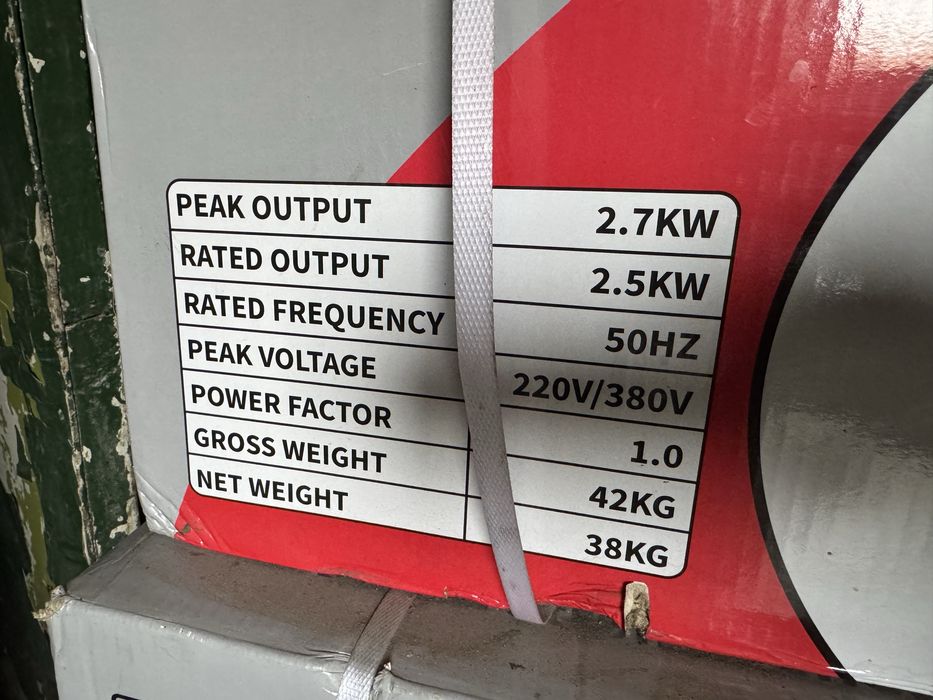 PEAK OUTPUT 2.7KW
RATED OUTPUT 2.5KW
RATED FREQUENCY 50HZ
PEAK VOLTAGE 220V/380V
POWER FACTOR 1.0
GROSS WEIGHT 42KG
NET WEIGHT 38KG